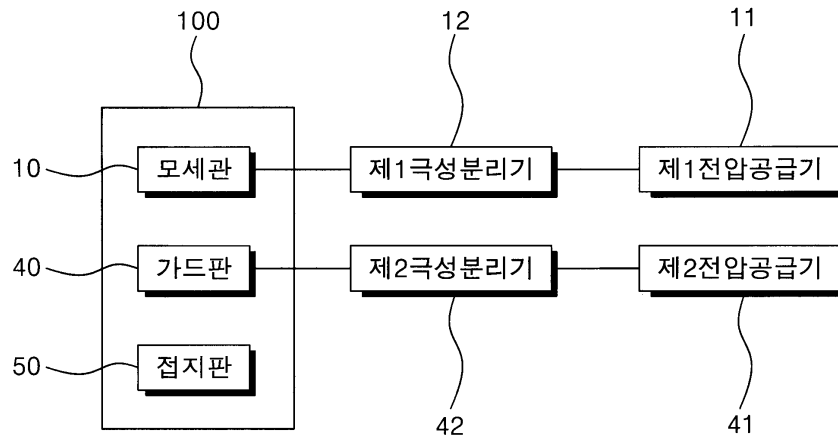 100
12
11
10
모세관
제1극성분리기
제1전압공급기
40
가드판
제2극성분리기
제2전압공급기
50
접지판
42
41